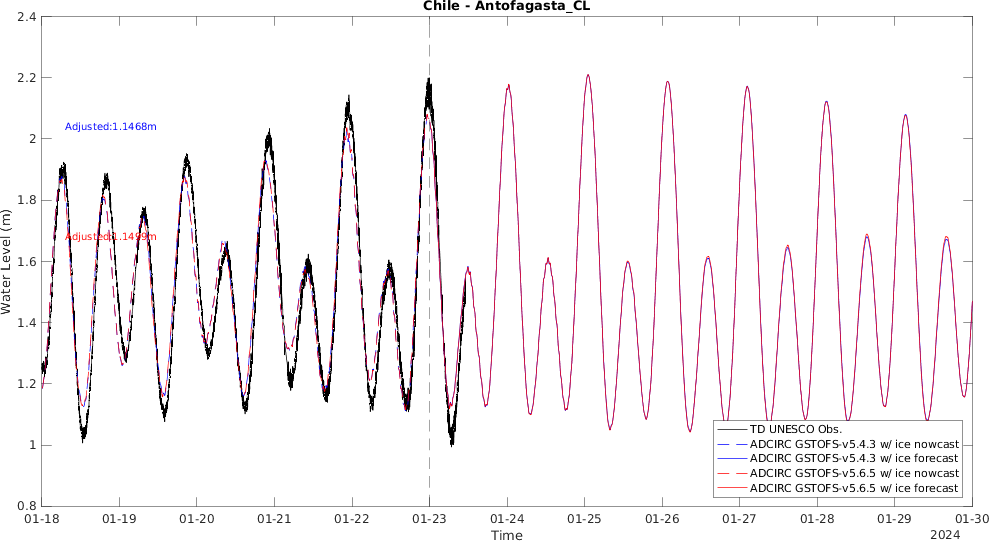 Chile - Antofagasta_CL
2.4
2.2
2
1.8
1.6
1.4
1.2
1
0.8
Water Level (m)
Adjusted:1.1468m
Adjusted:1.1499m
TD UNESCO Obs.
ADCIRC GSTOFS-v5.4.3 w/ ice nowcast
ADCIRC GSTOFS-v5.4.3 w/ ice forecast
ADCIRC GSTOFS-v5.6.5 w/ ice nowcast
ADCIRC GSTOFS-v5.6.5 w/ ice forecast
01-18 01-19 01-20 01-21 01-22 01-23 01-24 01-25 01-26 01-27 01-28 01-29 01-30
Time
2024